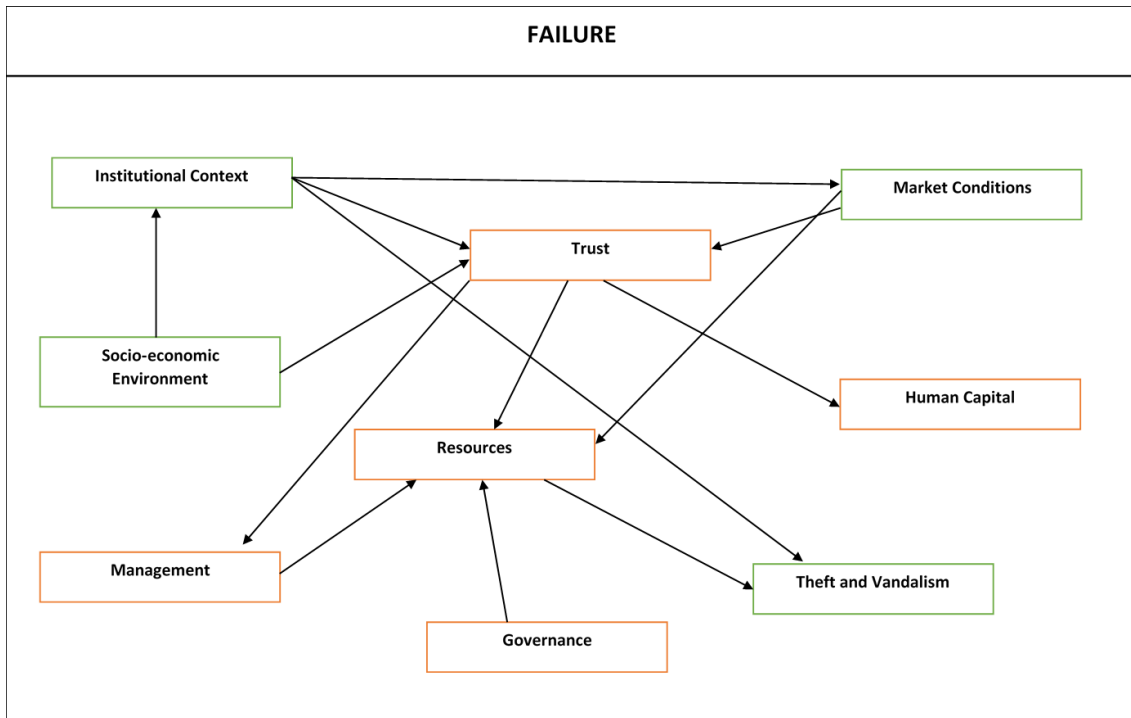 FAILURE
Institutional Context
Market Conditions
Trust
Socio-economic
Environment
Human Capital
Resources
Management
Theft and Vandalism
Governance